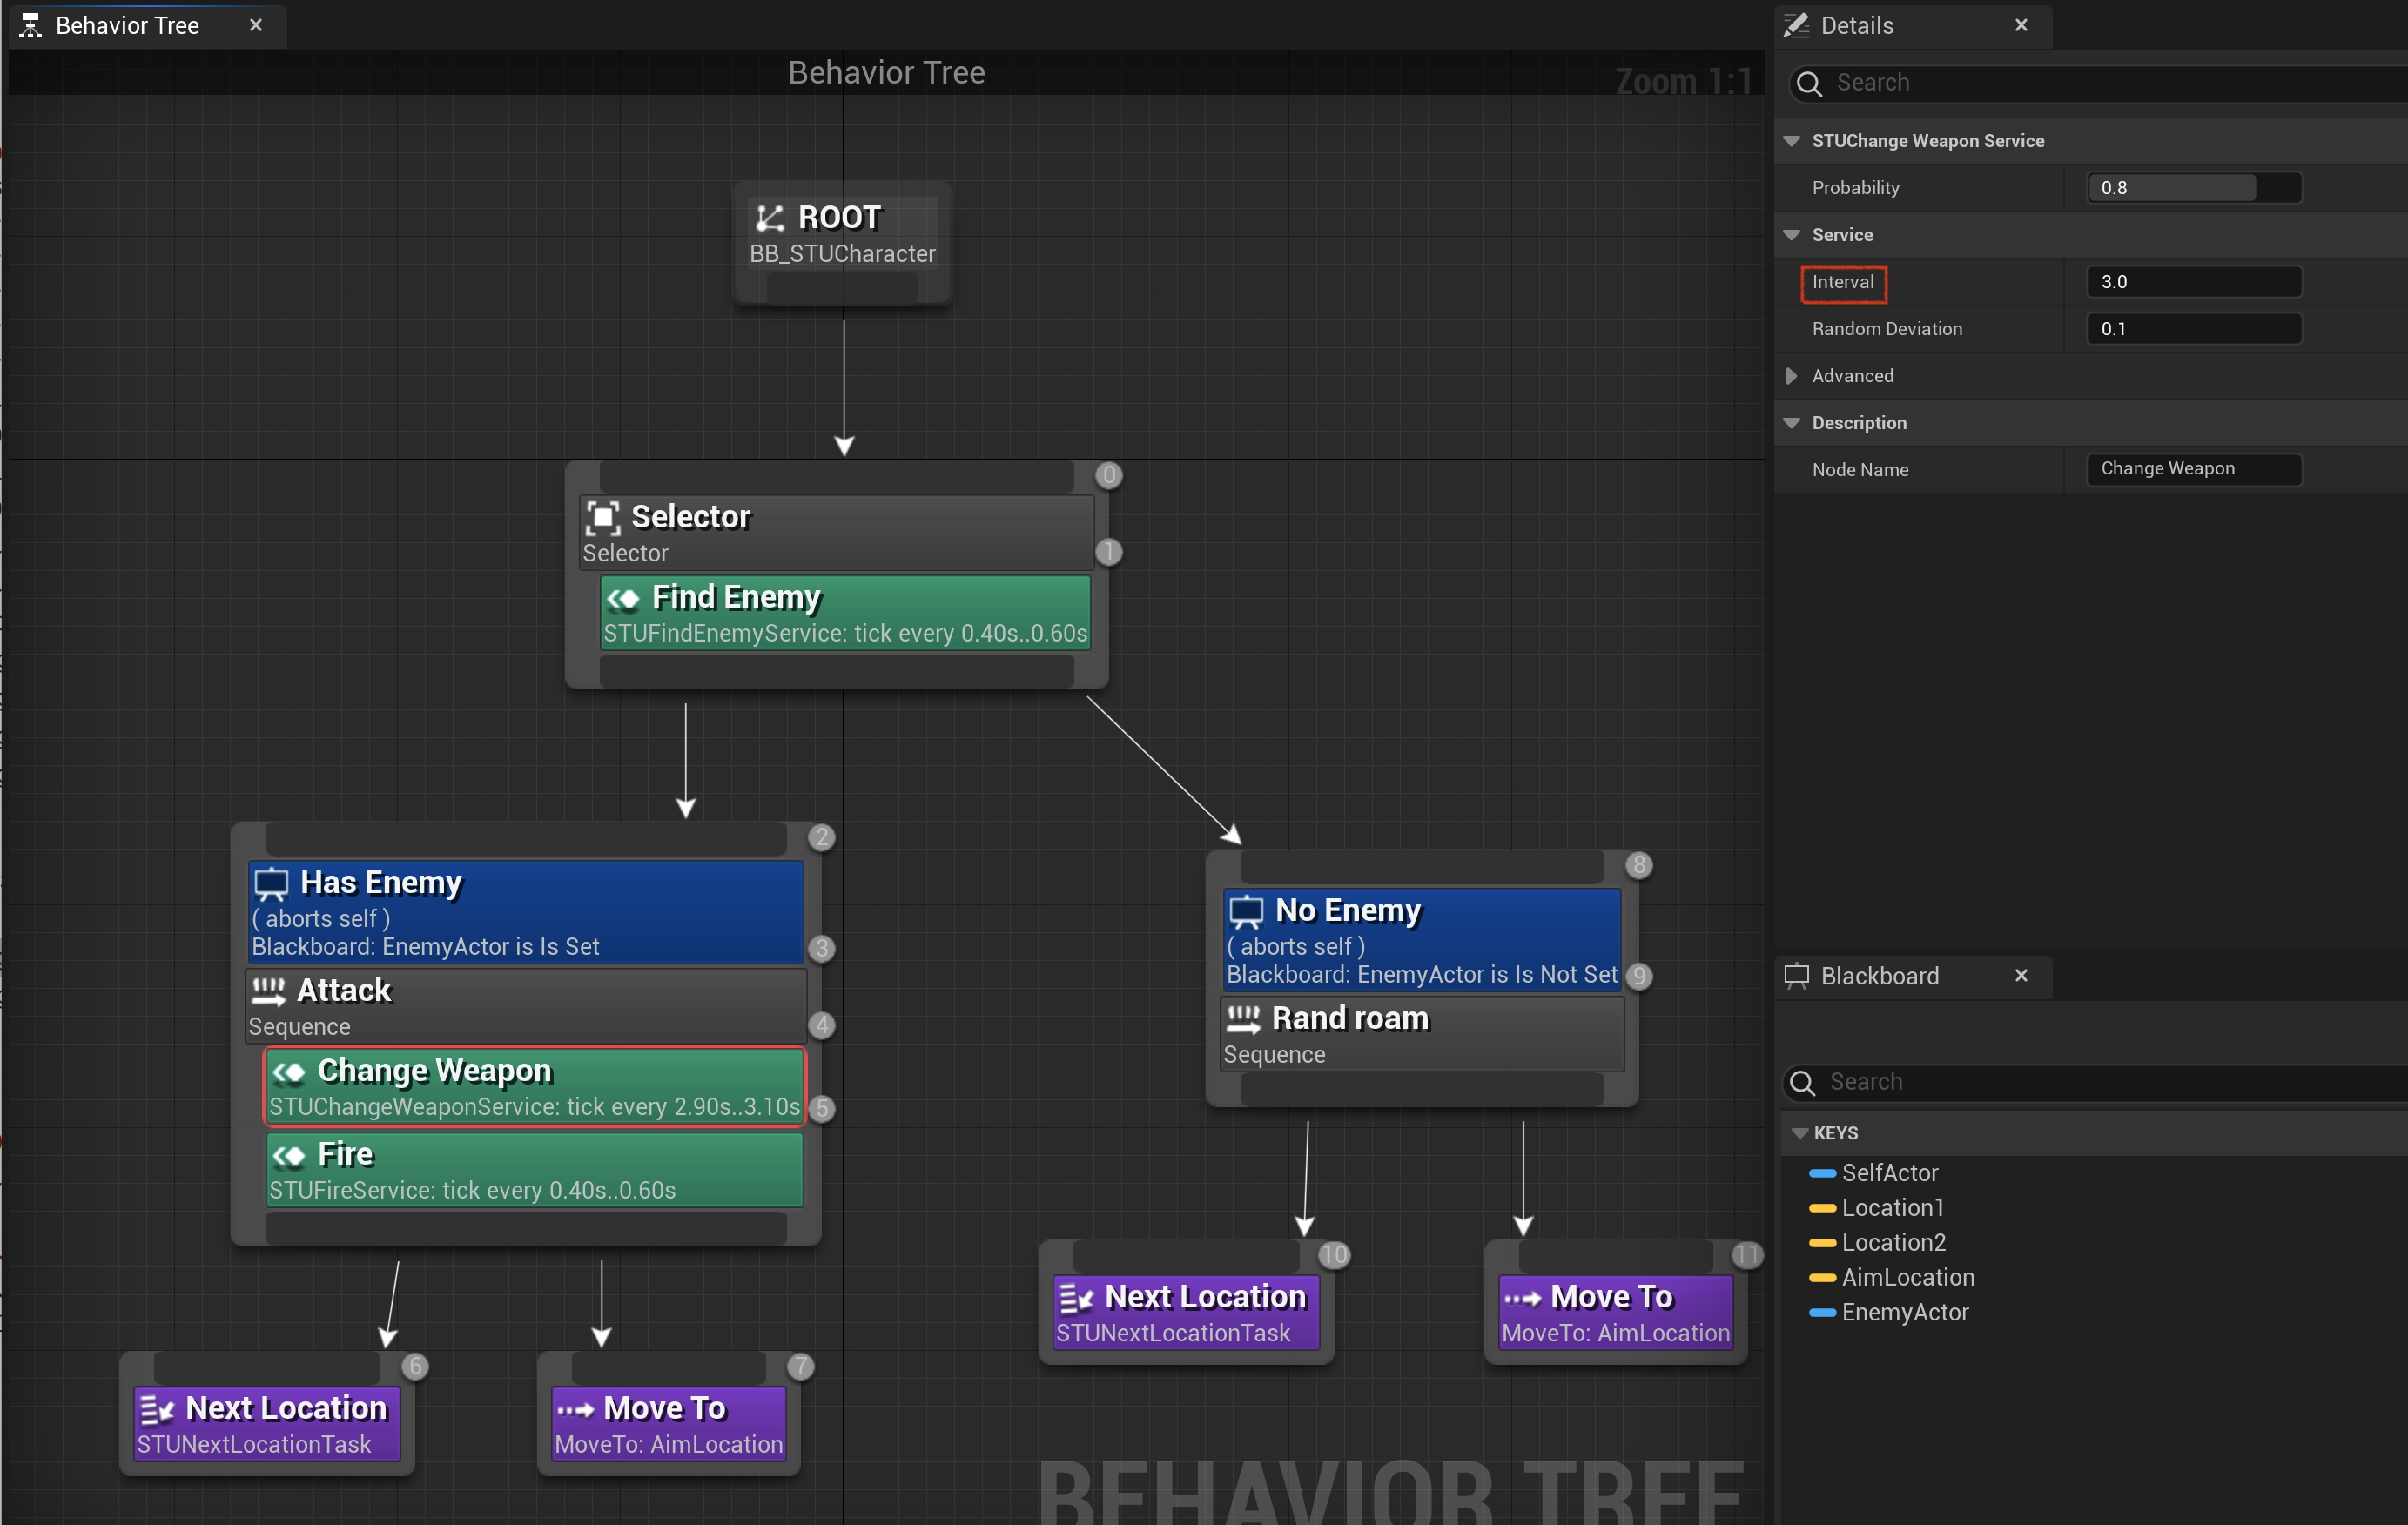 Behavior Tree
Behavior Tree
Zoom 1:1
ROOT
BB_STUCharacter
0
Selector
Selector
1
Find Enemy
STUFindEnemyService: tick every 0.40s..0.60s
2
Has Enemy
( aborts self )
Blackboard: EnemyActor is Is Set
3
Attack
Sequence
4
Change Weapon
STUChangeWeaponService: tick every 2.90s..3.10s
5
Fire
STUFireService: tick every 0.40s..0.60s
8
No Enemy
( aborts self )
Blackboard: EnemyActor is Is Not Set
9
Rand roam
Sequence
6
Next Location
STUNextLocationTask
7
Move To
MoveTo: AimLocation
10
Next Location
STUNextLocationTask
11
Move To
MoveTo: AimLocation
BEHAVIOR TREE
Details
Search
STUChange Weapon Service
Probability 0.8
Service
Interval 3.0
Random Deviation 0.1
Advanced
Description
Node Name Change Weapon
Blackboard
Search
KEYS
SelfActor
Location1
Location2
AimLocation
EnemyActor